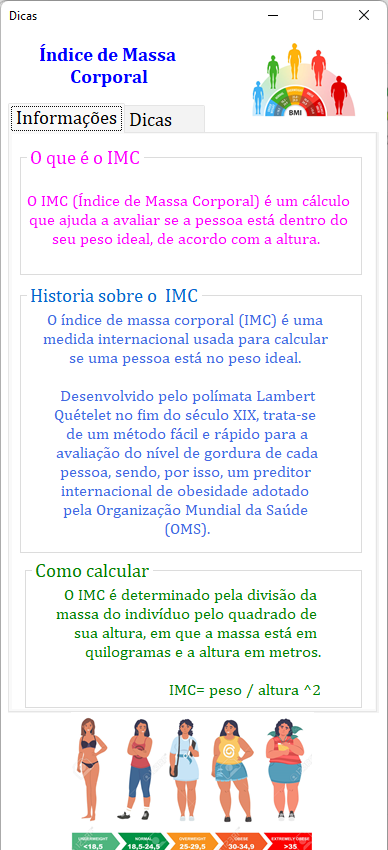 Dicas
Índice de Massa
Corporal
BMI
Informações
Dicas
O que é o IMC
O IMC (Índice de Massa Corporal) é um cálculo
que ajuda a avaliar se a pessoa está dentro do
seu peso ideal, de acordo com a altura.
Historia sobre o  IMC
O índice de massa corporal (IMC) é uma
medida internacional usada para calcular
se uma pessoa está no peso ideal.
Desenvolvido pelo polímata Lambert
Quételet no fim do século XIX, trata-se
de um método fácil e rápido para a
avaliação do nível de gordura de cada
pessoa, sendo, por isso, um preditor
internacional de obesidade adotado
pela Organização Mundial da Saúde
(OMS).
Como calcular
O IMC é determinado pela divisão da
massa do indivíduo pelo quadrado de
sua altura, em que a massa está em
quilogramas e a altura em metros.
IMC= peso / altura ^2
UNDERWEIGHT NORMAL OVERWEIGHT OBESE EXTREMELY OBESE
<18,5 18,5-24,5 25-29,5 30-34,9 >35